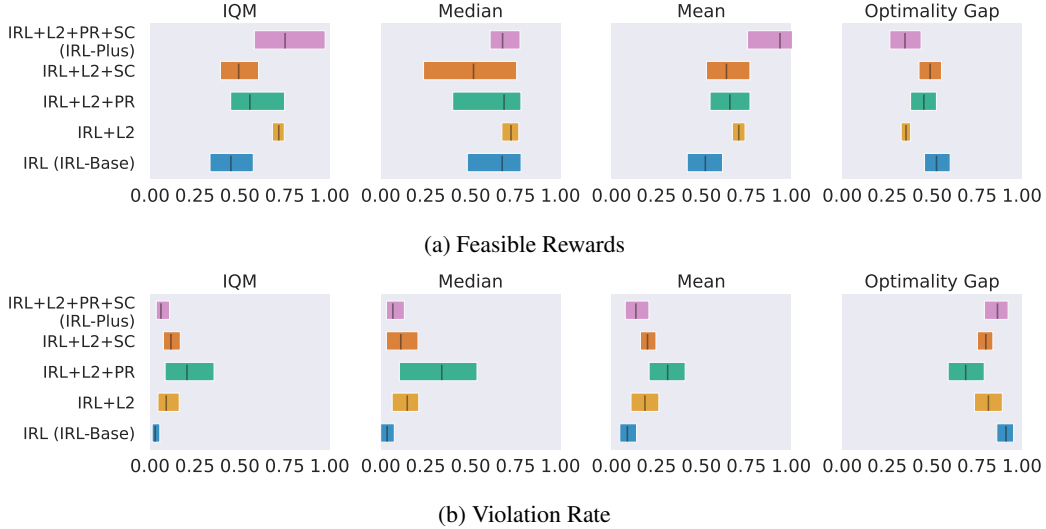 IQM Median Mean Optimality Gap
IRL+L2+PR+SC
(IRL-Plus)
IRL+L2+SC
IRL+L2+PR
IRL+L2
IRL (IRL-Base)
0.00 0.25 0.50 0.75 1.00 0.00 0.25 0.50 0.75 1.00 0.00 0.25 0.50 0.75 1.00 0.00 0.25 0.50 0.75 1.00
(a) Feasible Rewards
IQM Median Mean Optimality Gap
IRL+L2+PR+SC
(IRL-Plus)
IRL+L2+SC
IRL+L2+PR
IRL+L2
IRL (IRL-Base)
0.00 0.25 0.50 0.75 1.00 0.00 0.25 0.50 0.75 1.00 0.00 0.25 0.50 0.75 1.00 0.00 0.25 0.50 0.75 1.00
(b) Violation Rate